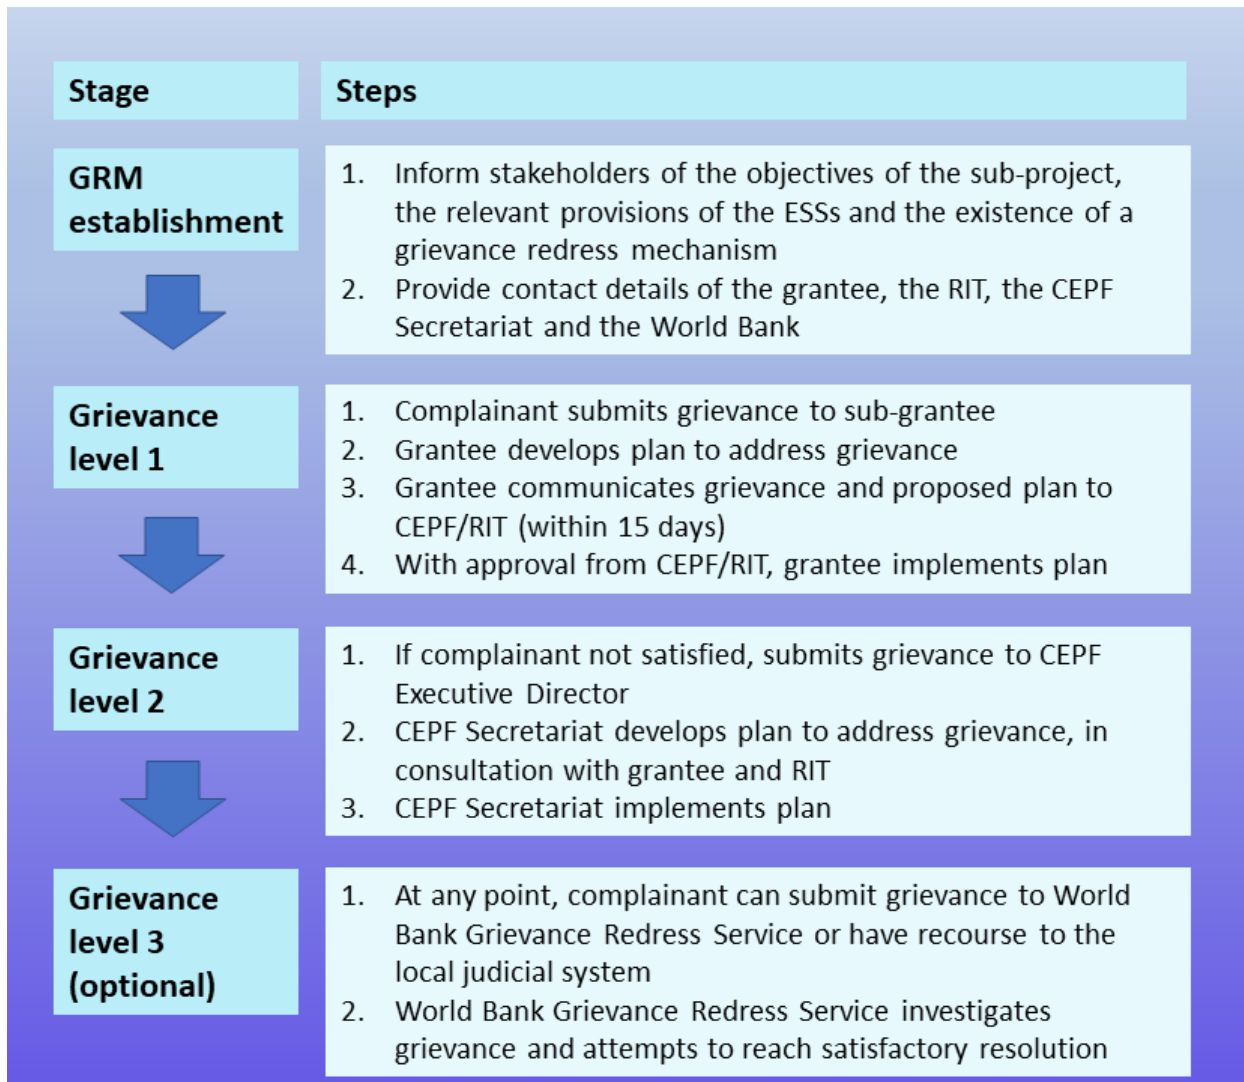 Stage
Steps
GRM
establishment
1. Inform stakeholders of the objectives of the sub-project,
the relevant provisions of the ESSs and the existence of a
grievance redress mechanism
2. Provide contact details of the grantee, the RIT, the CEPF
Secretariat and the World Bank
Grievance
level 1
1. Complainant submits grievance to sub-grantee
2. Grantee develops plan to address grievance
3. Grantee communicates grievance and proposed plan to
CEPF/RIT (within 15 days)
4. With approval from CEPF/RIT, grantee implements plan
Grievance
level 2
1. If complainant not satisfied, submits grievance to CEPF
Executive Director
2. CEPF Secretariat develops plan to address grievance, in
consultation with grantee and RIT
3. CEPF Secretariat implements plan
Grievance
level 3
(optional)
1. At any point, complainant can submit grievance to World
Bank Grievance Redress Service or have recourse to the
local judicial system
2. World Bank Grievance Redress Service investigates
grievance and attempts to reach satisfactory resolution